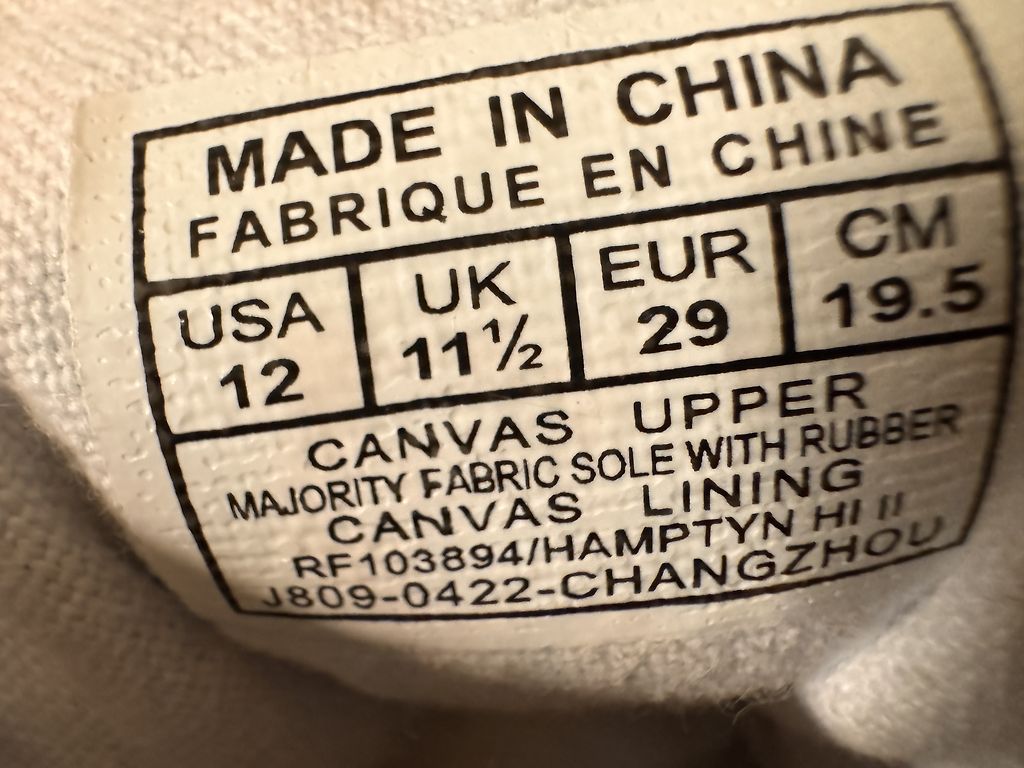 MADE IN CHINA
FABRIQUE EN CHINE
USA UK EUR CM
12 11½ 29 19.5
CANVAS UPPER
MAJORITY FABRIC SOLE WITH RUBBER
CANVAS LINING
RF103894/HAMPTYN HI II
J809-0422-CHANGZHOU